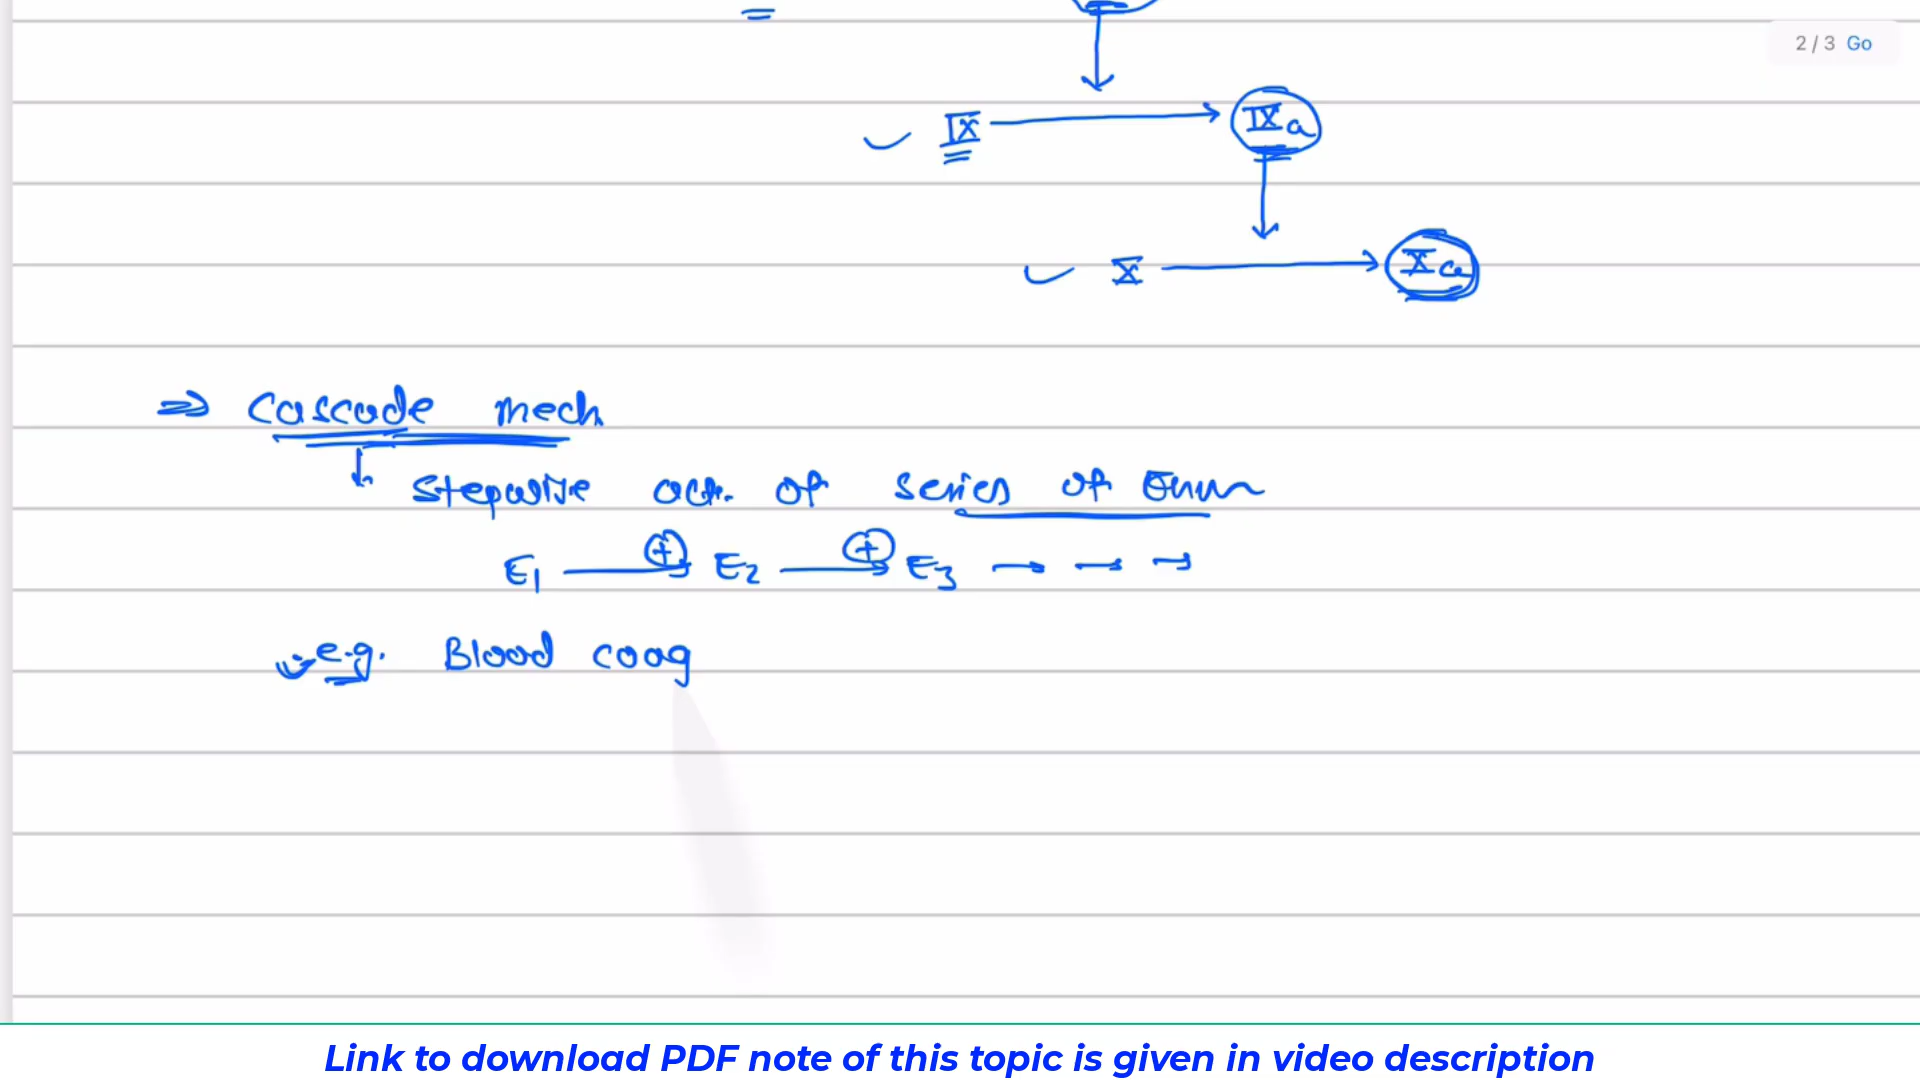 2 / 3 Go
IX → IXa
X → Xa
⇒ Cascade mech
↳ Stepwise act. of series of
E1 →(+) E2 →(+) E3 → → →
e.g. Blood coag
Link to download PDF note of this topic is given in video description